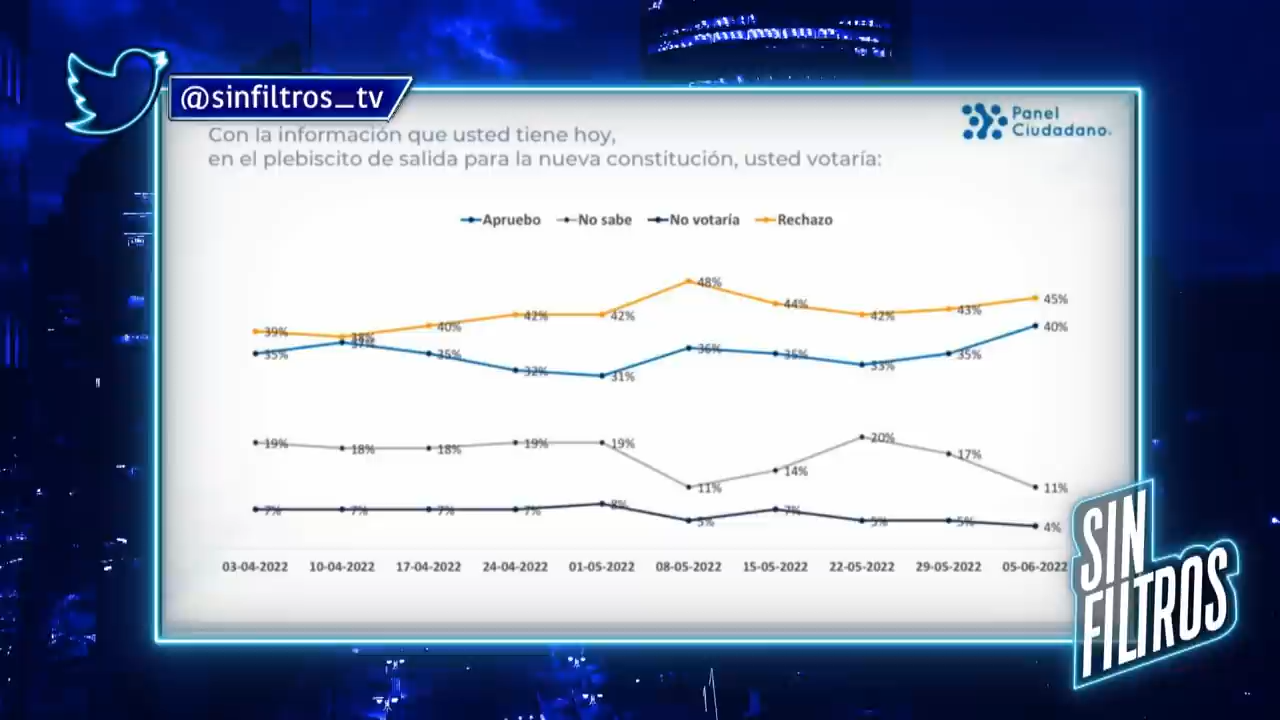 @sinfiltros_tv
Panel
Ciudadano.
Con la información que usted tiene hoy,
en el plebiscito de salida para la nueva constitución, usted votaría:
Apruebo No sabe No votaría Rechazo
39% 38% 40% 42% 42% 48% 44% 42% 43% 45%
35% 37% 35% 32% 31% 36% 35% 33% 35% 40%
19% 18% 18% 19% 19% 11% 14% 20% 17% 11%
7% 7% 7% 7% 8% 5% 7% 5% 5% 4%
03-04-2022 10-04-2022 17-04-2022 24-04-2022 01-05-2022 08-05-2022 15-05-2022 22-05-2022 29-05-2022 05-06-2022
SIN
FILTROS